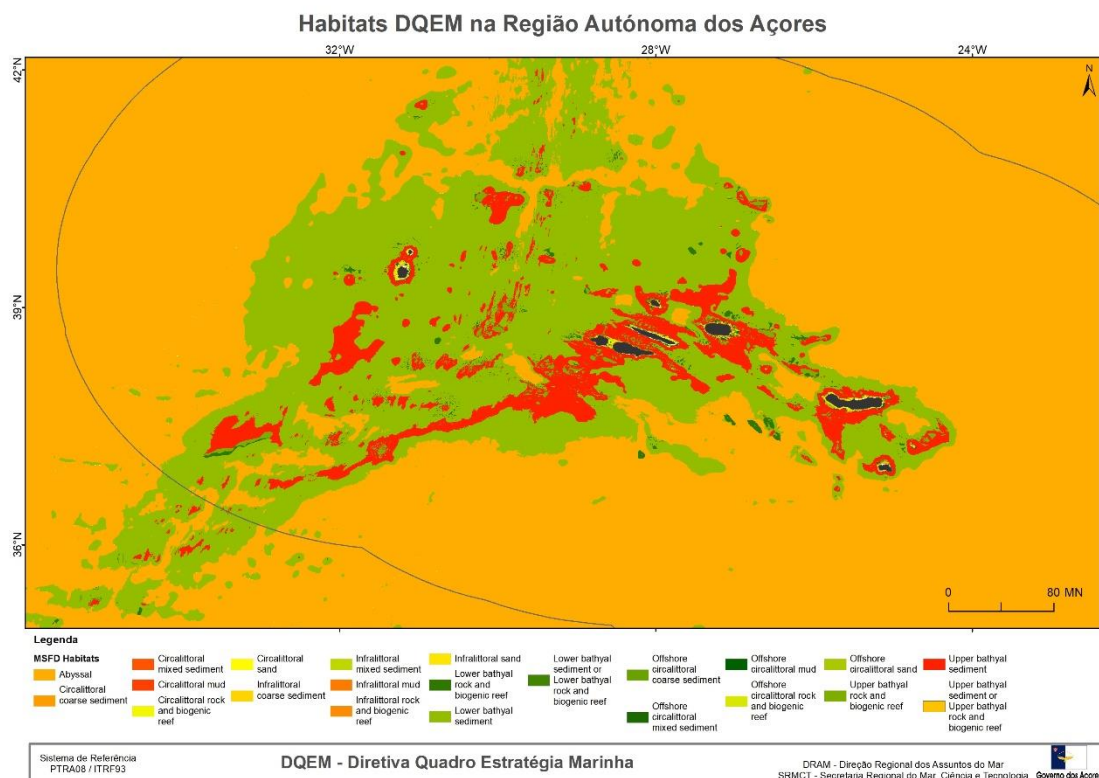 Habitats DQEM na Região Autónoma dos Açores
32°W
28°W
24°W
42°N
N
39°N
36°N
0 80 MN
Legenda
MSFD Habitats
Abyssal
Circalittoral
coarse sediment
Circalittoral
mixed sediment
Circalittoral mud
Circalittoral rock
and biogenic
reef
Circalittoral
sand
Infralittoral
coarse sediment
Infralittoral
mixed sediment
Infralittoral mud
Infralittoral rock
and biogenic
reef
Infralittoral sand
Lower bathyal
rock and
biogenic reef
Lower bathyal
sediment
Lower bathyal
sediment or
Lower bathyal
rock and
biogenic reef
Offshore
circalittoral
coarse sediment
Offshore
circalittoral
mixed sediment
Offshore
circalittoral mud
Offshore
circalittoral rock
and biogenic
reef
Offshore
circalittoral sand
Upper bathyal
rock and
biogenic reef
Upper bathyal
sediment
Upper bathyal
sediment or
Upper bathyal
rock and
biogenic reef
Sistema de Referência
PTRA08 / ITRF93
DQEM - Diretiva Quadro Estratégia Marinha
DRAM - Direção Regional dos Assuntos do Mar
SRMCT - Secretaria Regional do Mar, Ciência e Tecnologia
Governo dos Açores